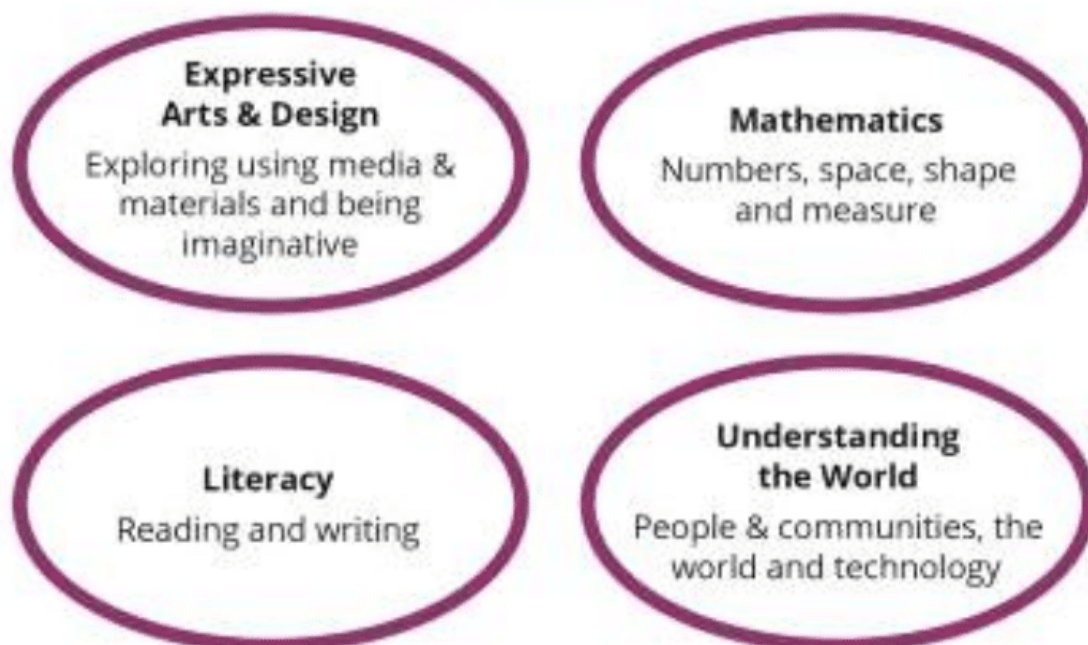 Expressive
Arts & Design
Exploring using media &
materials and being
imaginative
Mathematics
Numbers, space, shape
and measure
Literacy
Reading and writing
Understanding
the World
People & communities, the
world and technology